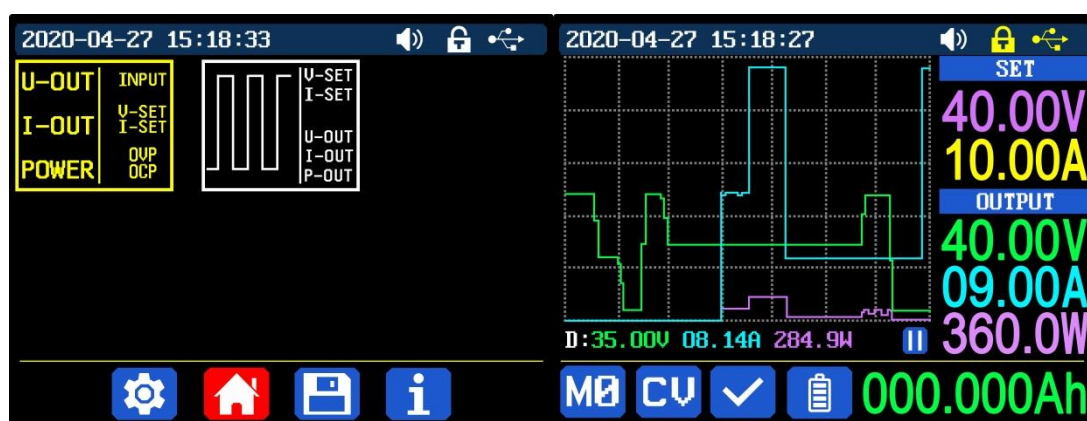 2020-04-27 15:18:33
U-OUT INPUT
I-OUT V-SET
I-SET
POWER OVP
OCP
V-SET
I-SET
U-OUT
I-OUT
P-OUT
2020-04-27 15:18:27
SET
40.00V
10.00A
OUTPUT
40.00V
09.00A
360.0W
D:35.00V 08.14A 284.9W
M0 CV 000.000Ah